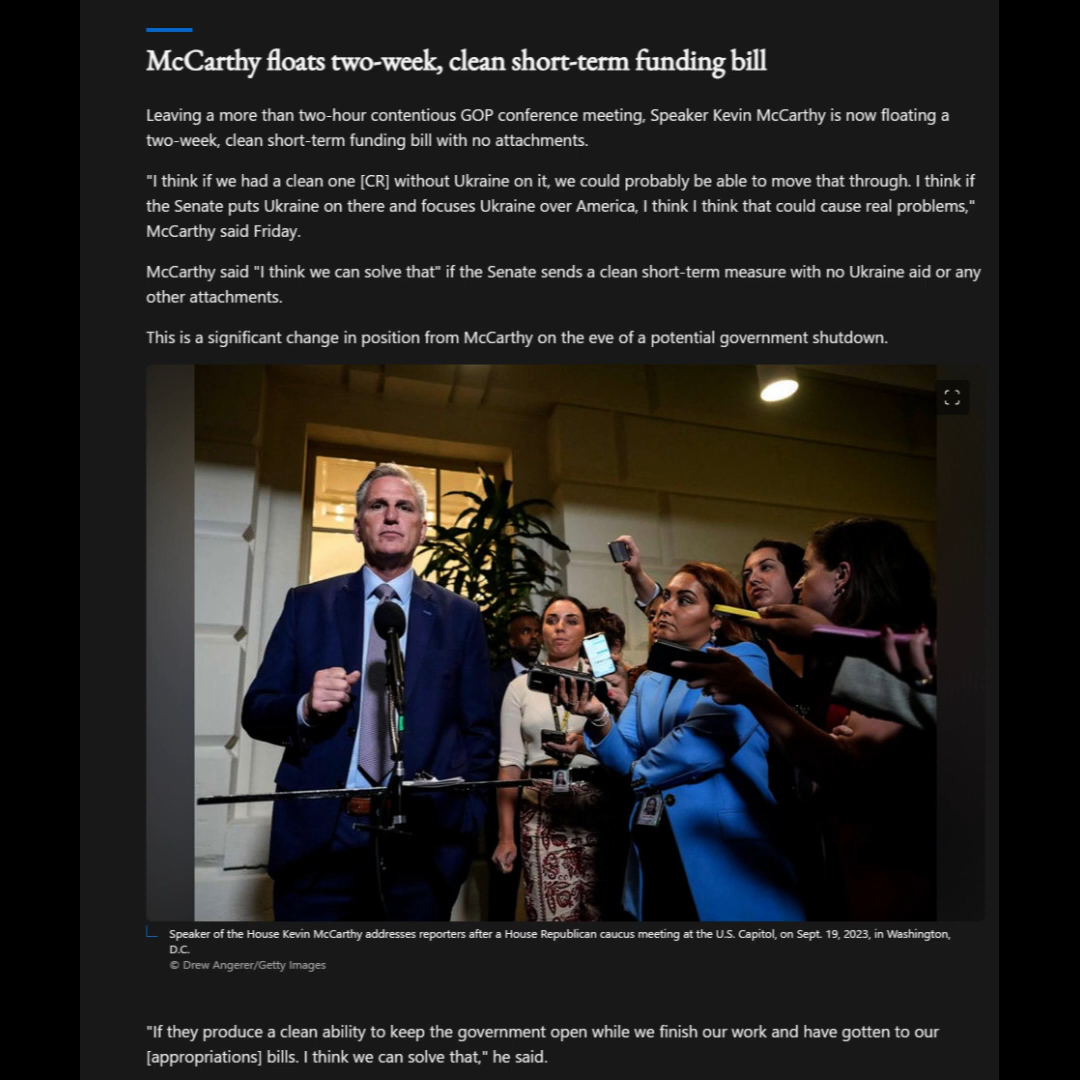 McCarthy floats two-week, clean short-term funding bill
Leaving a more than two-hour contentious GOP conference meeting, Speaker Kevin McCarthy is now floating a
two-week, clean short-term funding bill with no attachments.
"I think if we had a clean one [CR] without Ukraine on it, we could probably be able to move that through. I think if
the Senate puts Ukraine on there and focuses Ukraine over America, I think I think that could cause real problems,"
McCarthy said Friday.
McCarthy said "I think we can solve that" if the Senate sends a clean short-term measure with no Ukraine aid or any
other attachments.
This is a significant change in position from McCarthy on the eve of a potential government shutdown.
Speaker of the House Kevin McCarthy addresses reporters after a House Republican caucus meeting at the U.S. Capitol, on Sept. 19, 2023, in Washington,
D.C.
© Drew Angerer/Getty Images
"If they produce a clean ability to keep the government open while we finish our work and have gotten to our
[appropriations] bills. I think we can solve that," he said.